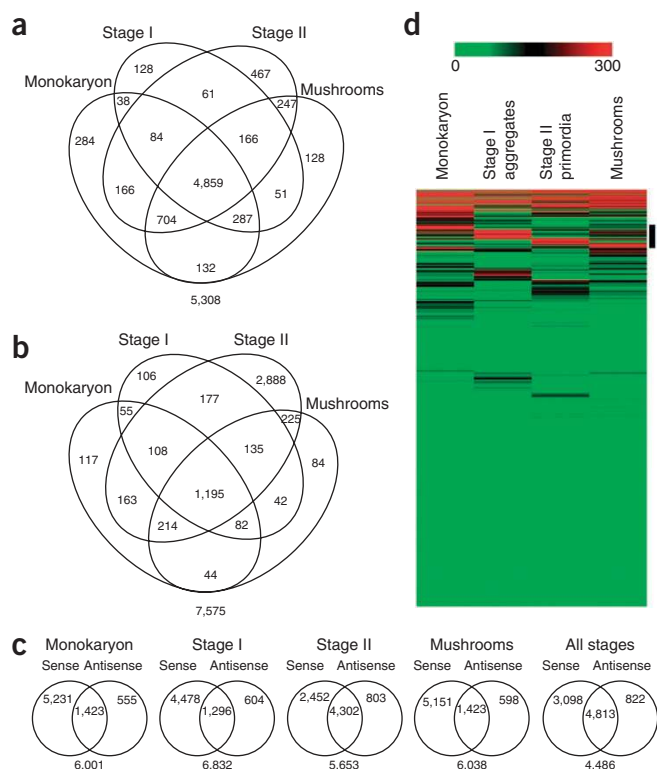 a
Stage I
Stage II
Monokaryon
Mushrooms
128
467
38
61
247
284
84
166
128
166
4,859
51
704
287
132
5,308
b
Stage I
Stage II
Monokaryon
Mushrooms
106
2,888
55
177
225
117
108
135
84
163
1,195
42
214
82
44
7,575
c
Monokaryon
Sense Antisense
5,231
1,423
555
6,001
Stage I
Sense Antisense
4,478
1,296
604
6,832
Stage II
Sense Antisense
2,452
4,302
803
5,653
Mushrooms
Sense Antisense
5,151
1,423
598
6,038
All stages
Sense Antisense
3,098
4,813
822
4,486
d
0
300
Monokaryon
Stage I
aggregates
Stage II
primordia
Mushrooms